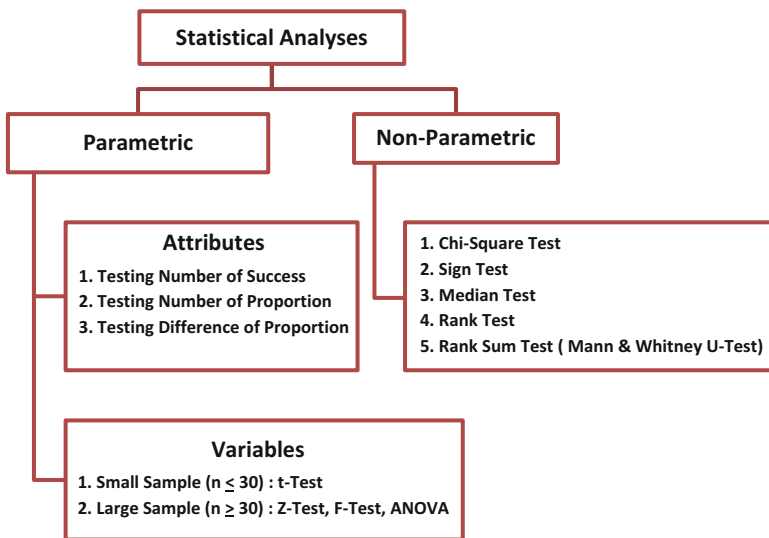 Statistical Analyses
Parametric
Non-Parametric
Attributes
1. Testing Number of Success
2. Testing Number of Proportion
3. Testing Difference of Proportion
1. Chi-Square Test
2. Sign Test
3. Median Test
4. Rank Test
5. Rank Sum Test ( Mann & Whitney U-Test)
Variables
1. Small Sample (n ≤ 30) : t-Test
2. Large Sample (n ≥ 30) : Z-Test, F-Test, ANOVA